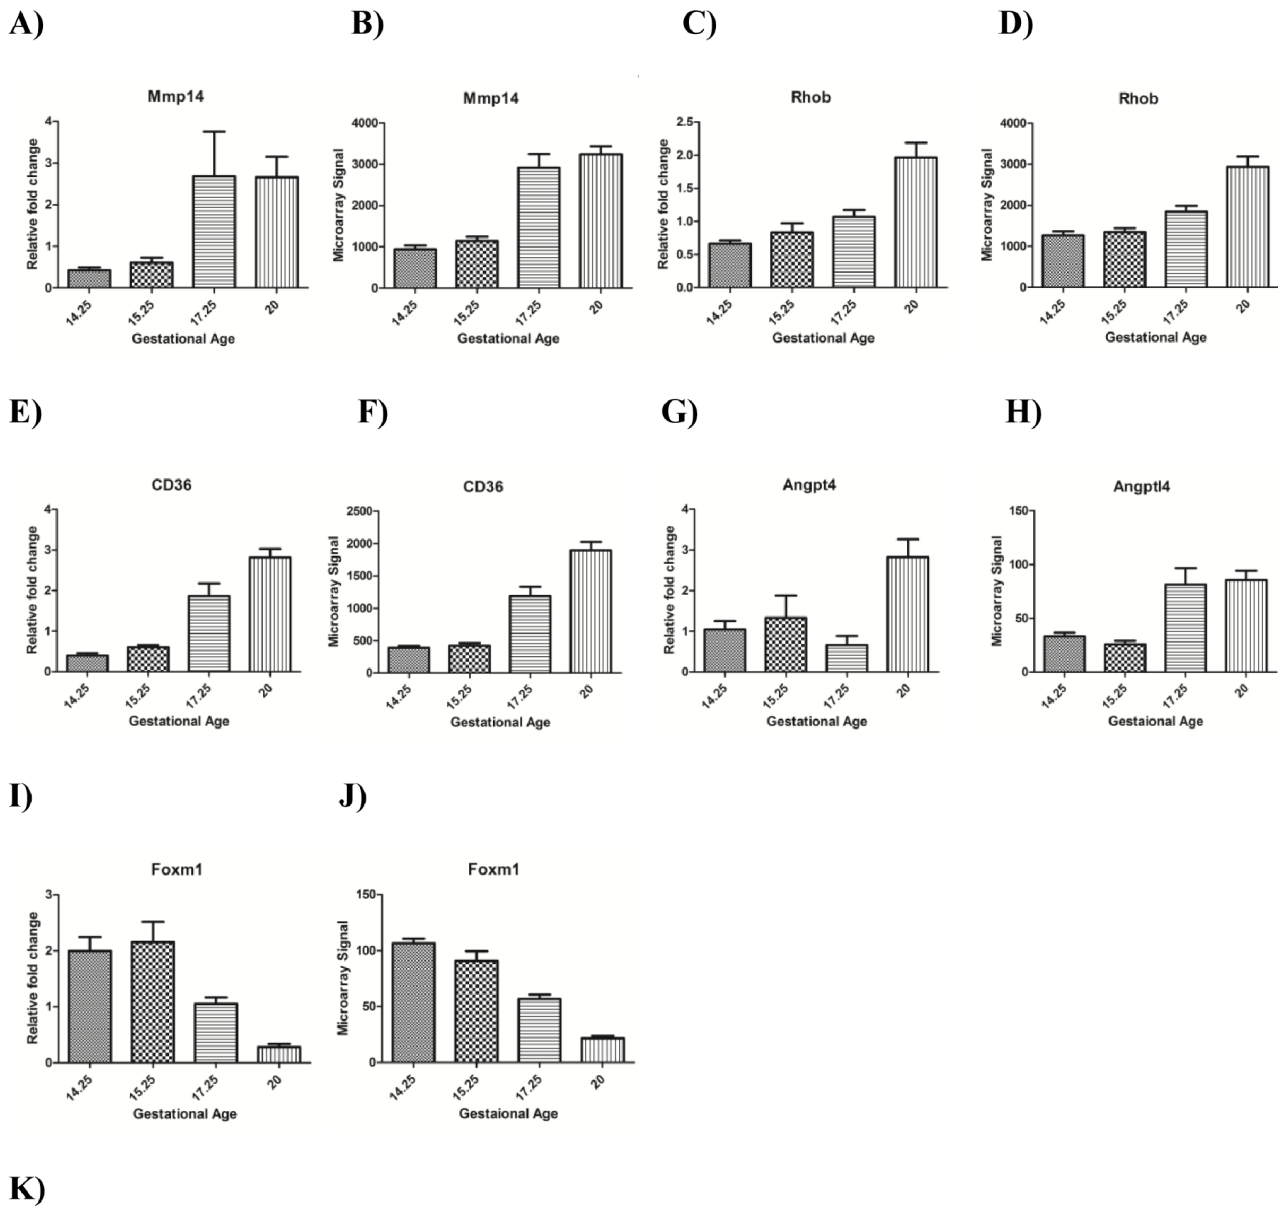 A) B) C) D)
Mmp14 Mmp14 Rhob Rhob
Relative fold change
4
3
2
1
0
14.25 15.25 17.25 20
Gestational Age
Microarray Signal
4000
3000
2000
1000
0
14.25 15.25 17.25 20
Gestational Age
Relative fold change
2.5
2.0
1.5
1.0
0.5
0.0
14.25 15.25 17.25 20
Gestational Age
Microarray Signal
4000
3000
2000
1000
0
14.25 15.25 17.25 20
Gestational Age
E) F) G) H)
CD36 CD36 Angpt4 Angptl4
Relative fold change
4
3
2
1
0
14.25 15.25 17.25 20
Gestational Age
Microarray Signal
2500
2000
1500
1000
500
0
14.25 15.25 17.25 20
Gestational Age
Relative fold change
4
3
2
1
0
14.25 15.25 17.25 20
Gestational Age
Microarray Signal
150
100
50
0
14.25 15.25 17.25 20
Gestaional Age
I) J)
Foxm1 Foxm1
Relative fold change
3
2
1
0
14.25 15.25 17.25 20
Gestational Age
Microarray Signal
150
100
50
0
14.25 15.25 17.25 20
Gestaional Age
K)